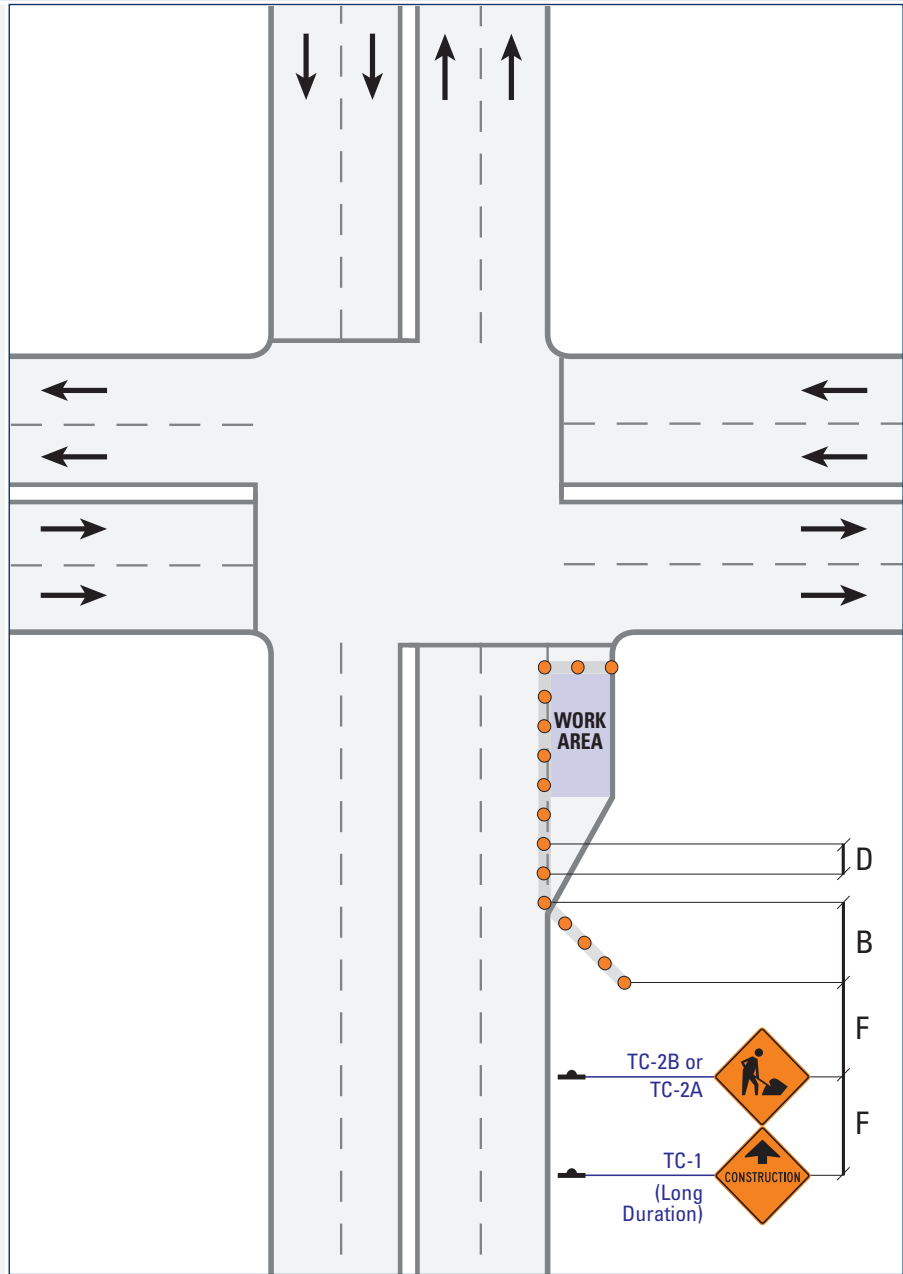 WORK
AREA
D
B
F
TC-2B or
TC-2A
F
TC-1
CONSTRUCTION
(Long
Duration)